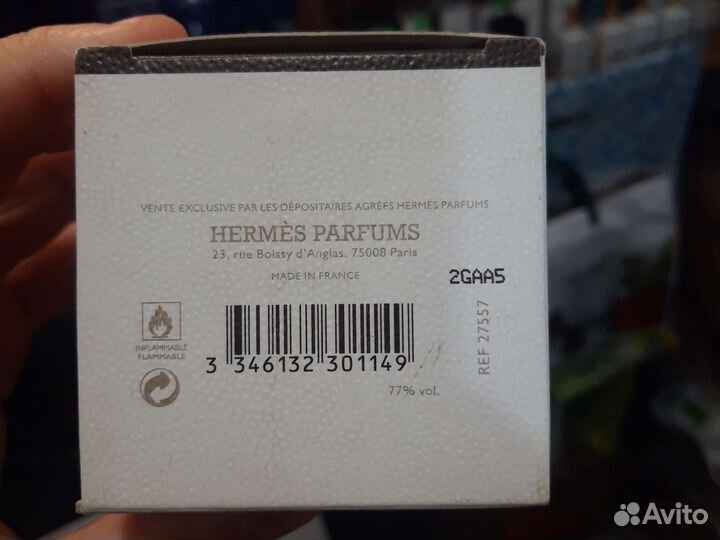 VENTE EXCLUSIVE PAR LES DÉPOSITAIRES AGRÉÉS HERMÈS PARFUMS
HERMÈS PARFUMS
23, rue Boissy d'Anglas, 75008 Paris
MADE IN FRANCE
2GAA5
REF 27557
INFLAMMABLE
FLAMMABLE
3 346132 301149
77% vol.
Avito